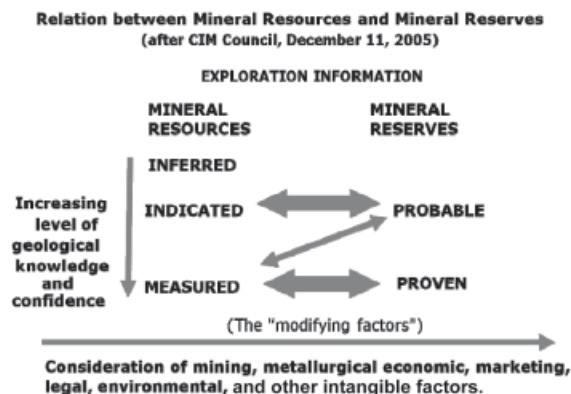 Relation between Mineral Resources and Mineral Reserves
(after CIM Council, December 11, 2005)
EXPLORATION INFORMATION
MINERAL
RESOURCES
MINERAL
RESERVES
INFERRED
Increasing
level of
geological
knowledge
and
confidence
INDICATED
PROBABLE
MEASURED
PROVEN
(The "modifying factors")
Consideration of mining, metallurgical economic, marketing,
legal, environmental, and other intangible factors.